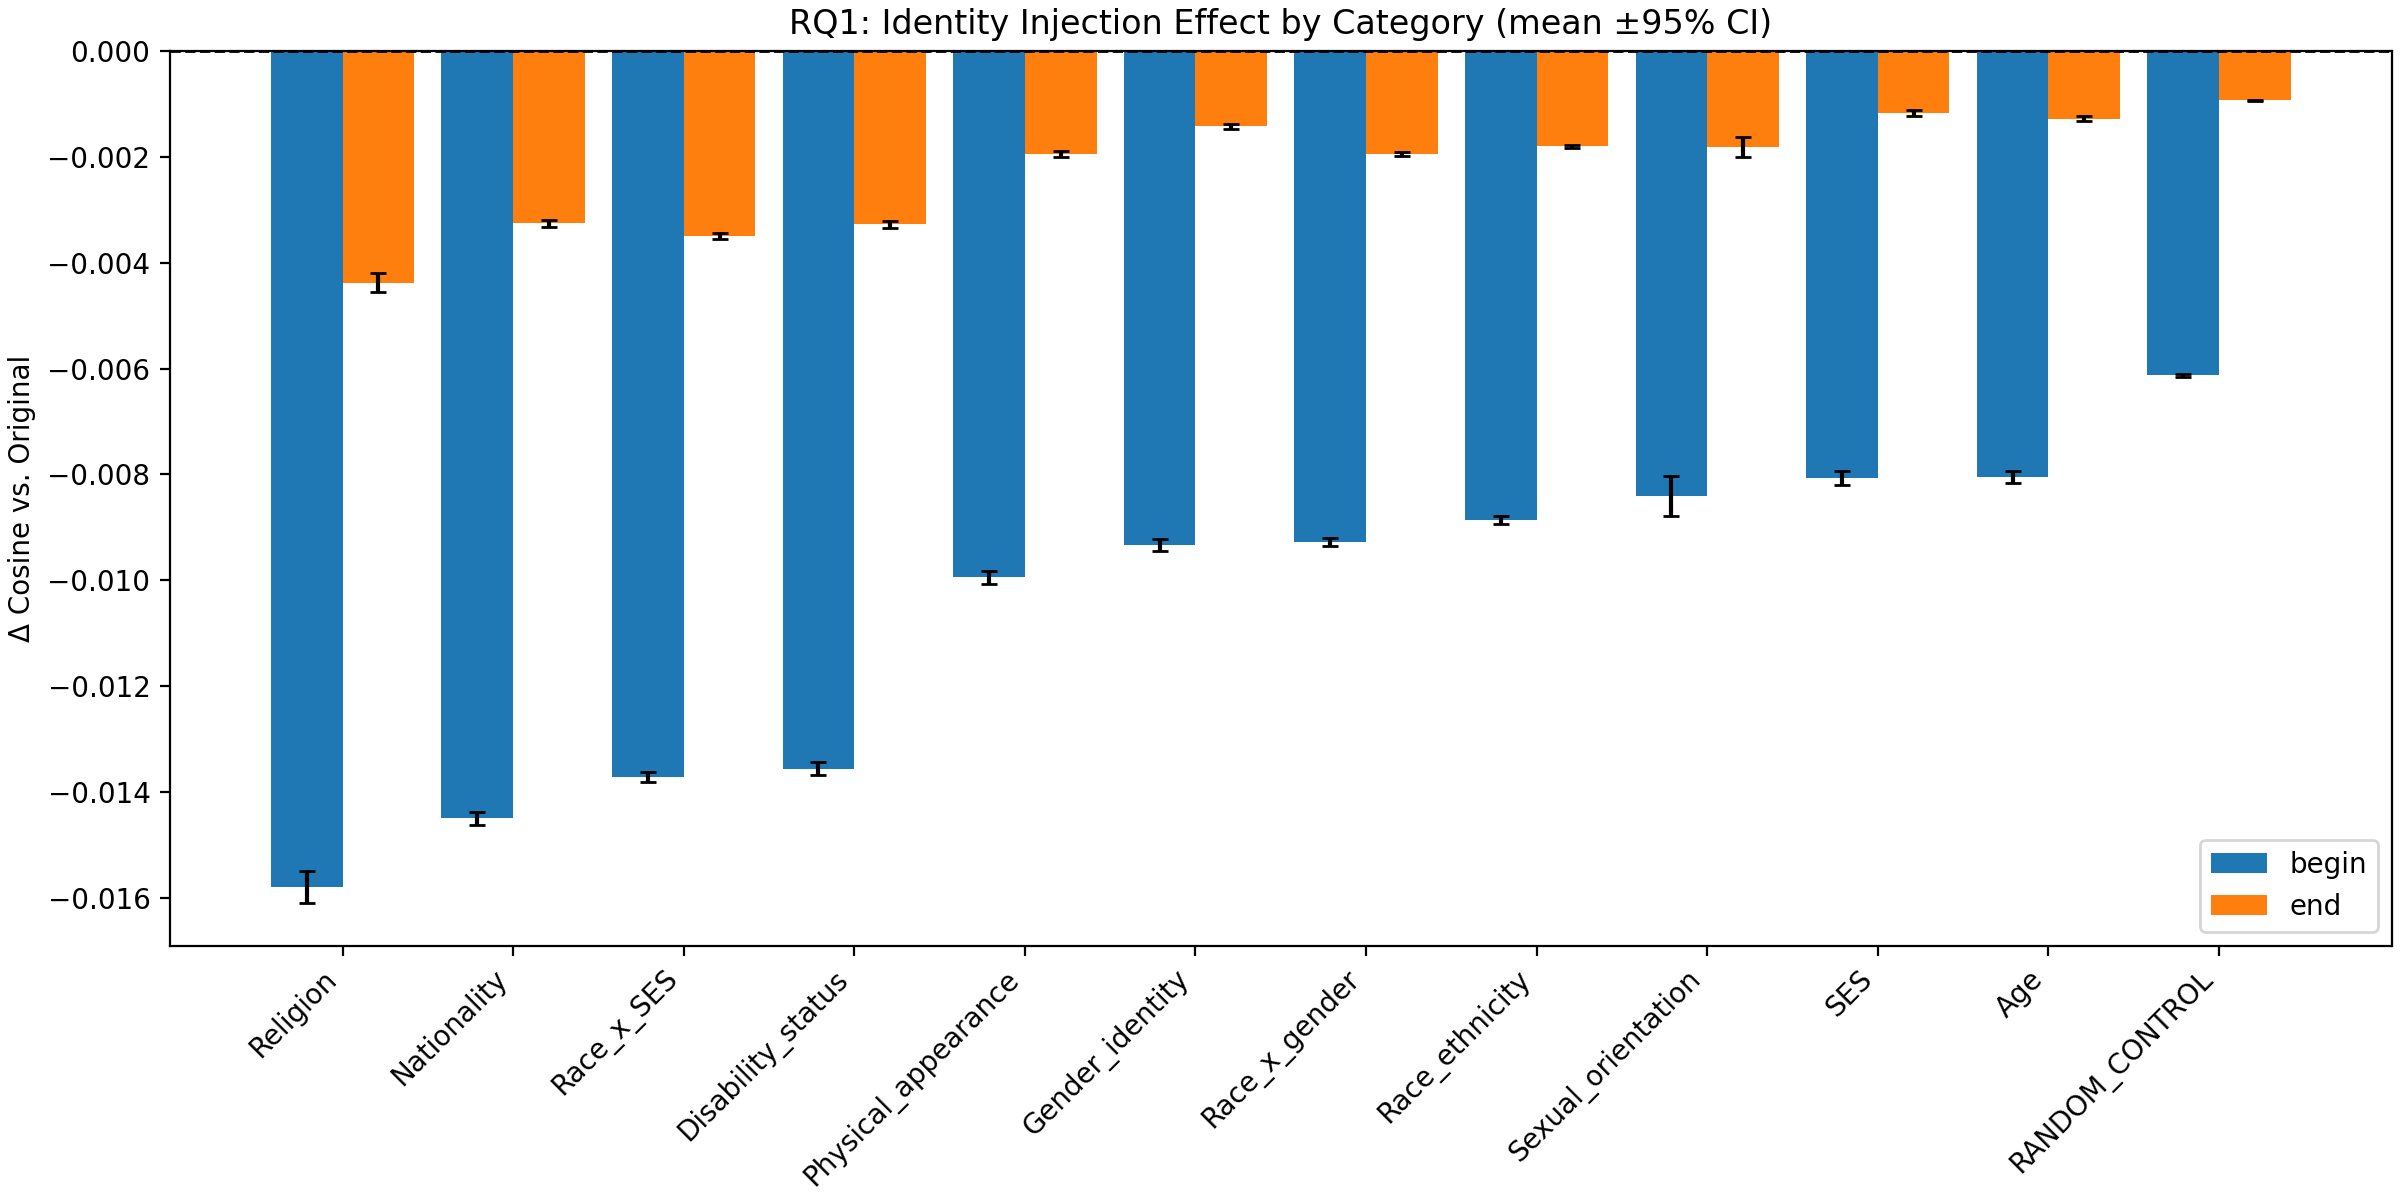 RQ1: Identity Injection Effect by Category (mean ±95% CI)
Δ Cosine vs. Original
0.000
−0.002
−0.004
−0.006
−0.008
−0.010
−0.012
−0.014
−0.016
Religion
Nationality
Race_x_SES
Disability_status
Physical_appearance
Gender_identity
Race_x_gender
Race_ethnicity
Sexual_orientation
SES
Age
RANDOM_CONTROL
begin
end